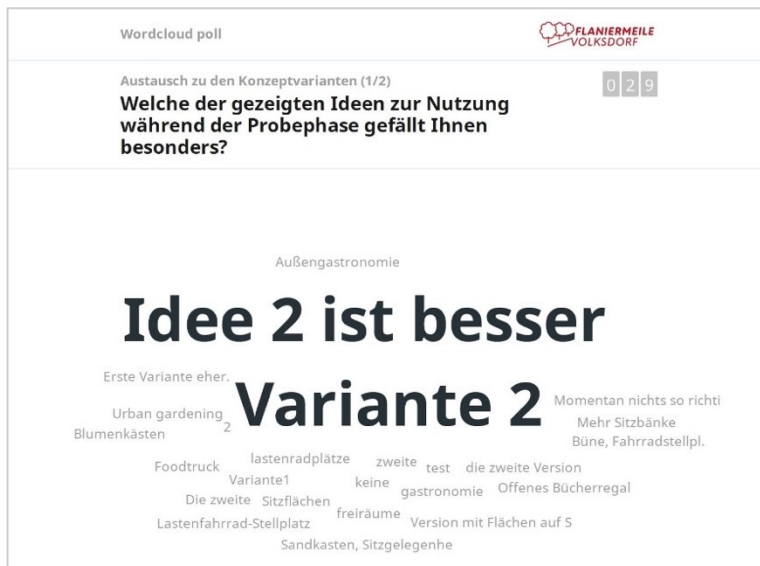 Wordcloud poll
FLANIERMEILE
VOLKSDORF
Austausch zu den Konzeptvarianten (1/2)
029
Welche der gezeigten Ideen zur Nutzung
während der Probephase gefällt Ihnen
besonders?
Außengastronomie
Idee 2 ist besser
Erste Variante eher.
Variante 2
Momentan nichts so richti
Urban gardening
2
Mehr Sitzbänke
Blumenkästen
Büne, Fahrradstellpl.
Foodtruck
lastenradplätze
zweite
test
die zweite Version
Variante1
keine
gastronomie
Offenes Bücherregal
Die zweite
Sitzflächen
freiräume
Lastenfahrrad-Stellplatz
Version mit Flächen auf S
Sandkasten, Sitzgelegenhe